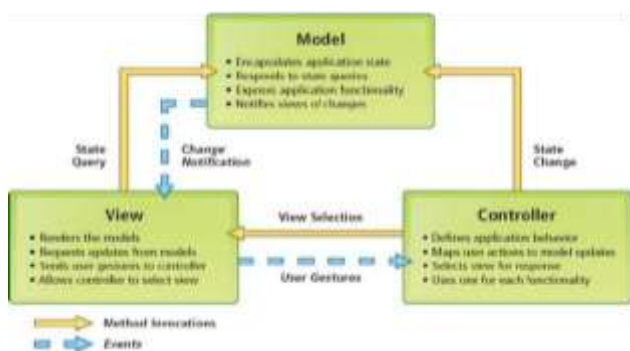 Model
• Encapsulates application state
• Responds to state queries
• Exposes application functionality
• Notifies views of changes
State
Query
Change
Notification
State
Change
View
• Renders the models
• Requests updates from models
• Sends user gestures to controller
• Allows controller to select view
View Selection
User Gestures
Controller
• Defines application behavior
• Maps user actions to model updates
• Selects view for response
• Uses one for each functionality
Method Invocations
Events